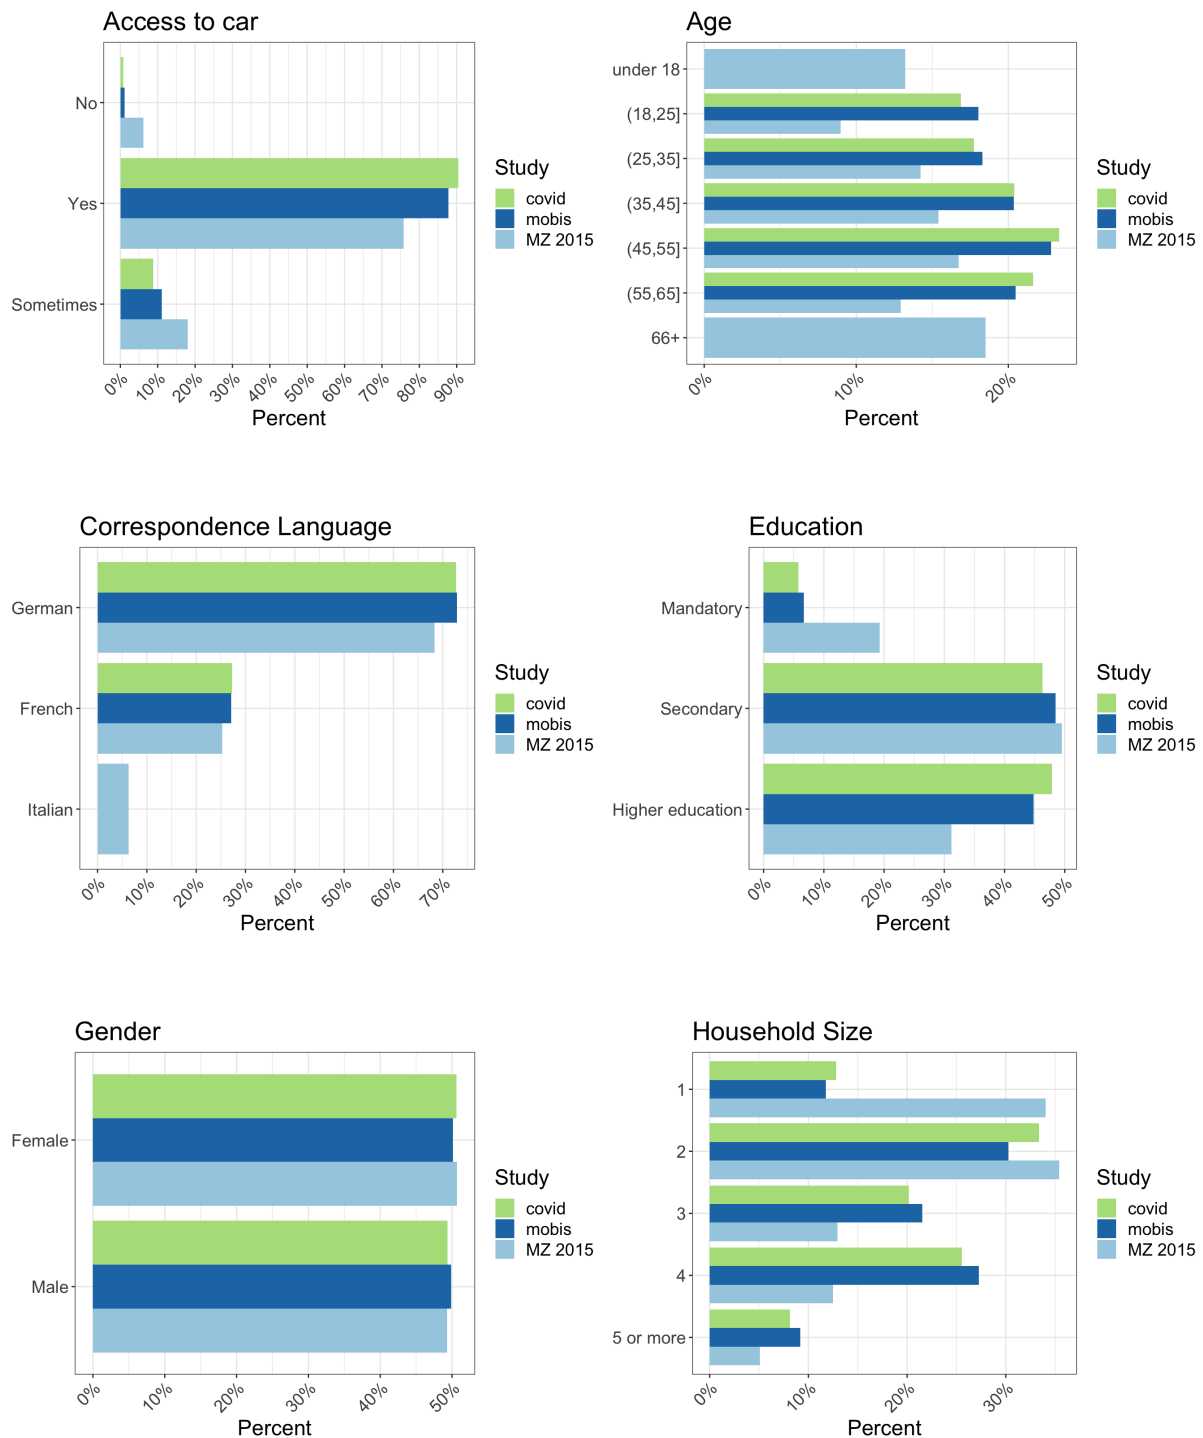 Access to car
No
Yes
Sometimes
0%
10%
20%
30%
40%
50%
60%
70%
80%
90%
Percent
Study
covid
mobis
MZ 2015
Age
under 18
(18,25]
(25,35]
(35,45]
(45,55]
(55,65]
66+
0%
10%
20%
Percent
Study
covid
mobis
MZ 2015
Correspondence Language
German
French
Italian
0%
10%
20%
30%
40%
50%
60%
70%
Percent
Study
covid
mobis
MZ 2015
Education
Mandatory
Secondary
Higher education
0%
10%
20%
30%
40%
50%
Percent
Study
covid
mobis
MZ 2015
Gender
Female
Male
0%
10%
20%
30%
40%
50%
Percent
Study
covid
mobis
MZ 2015
Household Size
1
2
3
4
5 or more
0%
10%
20%
30%
Percent
Study
covid
mobis
MZ 2015